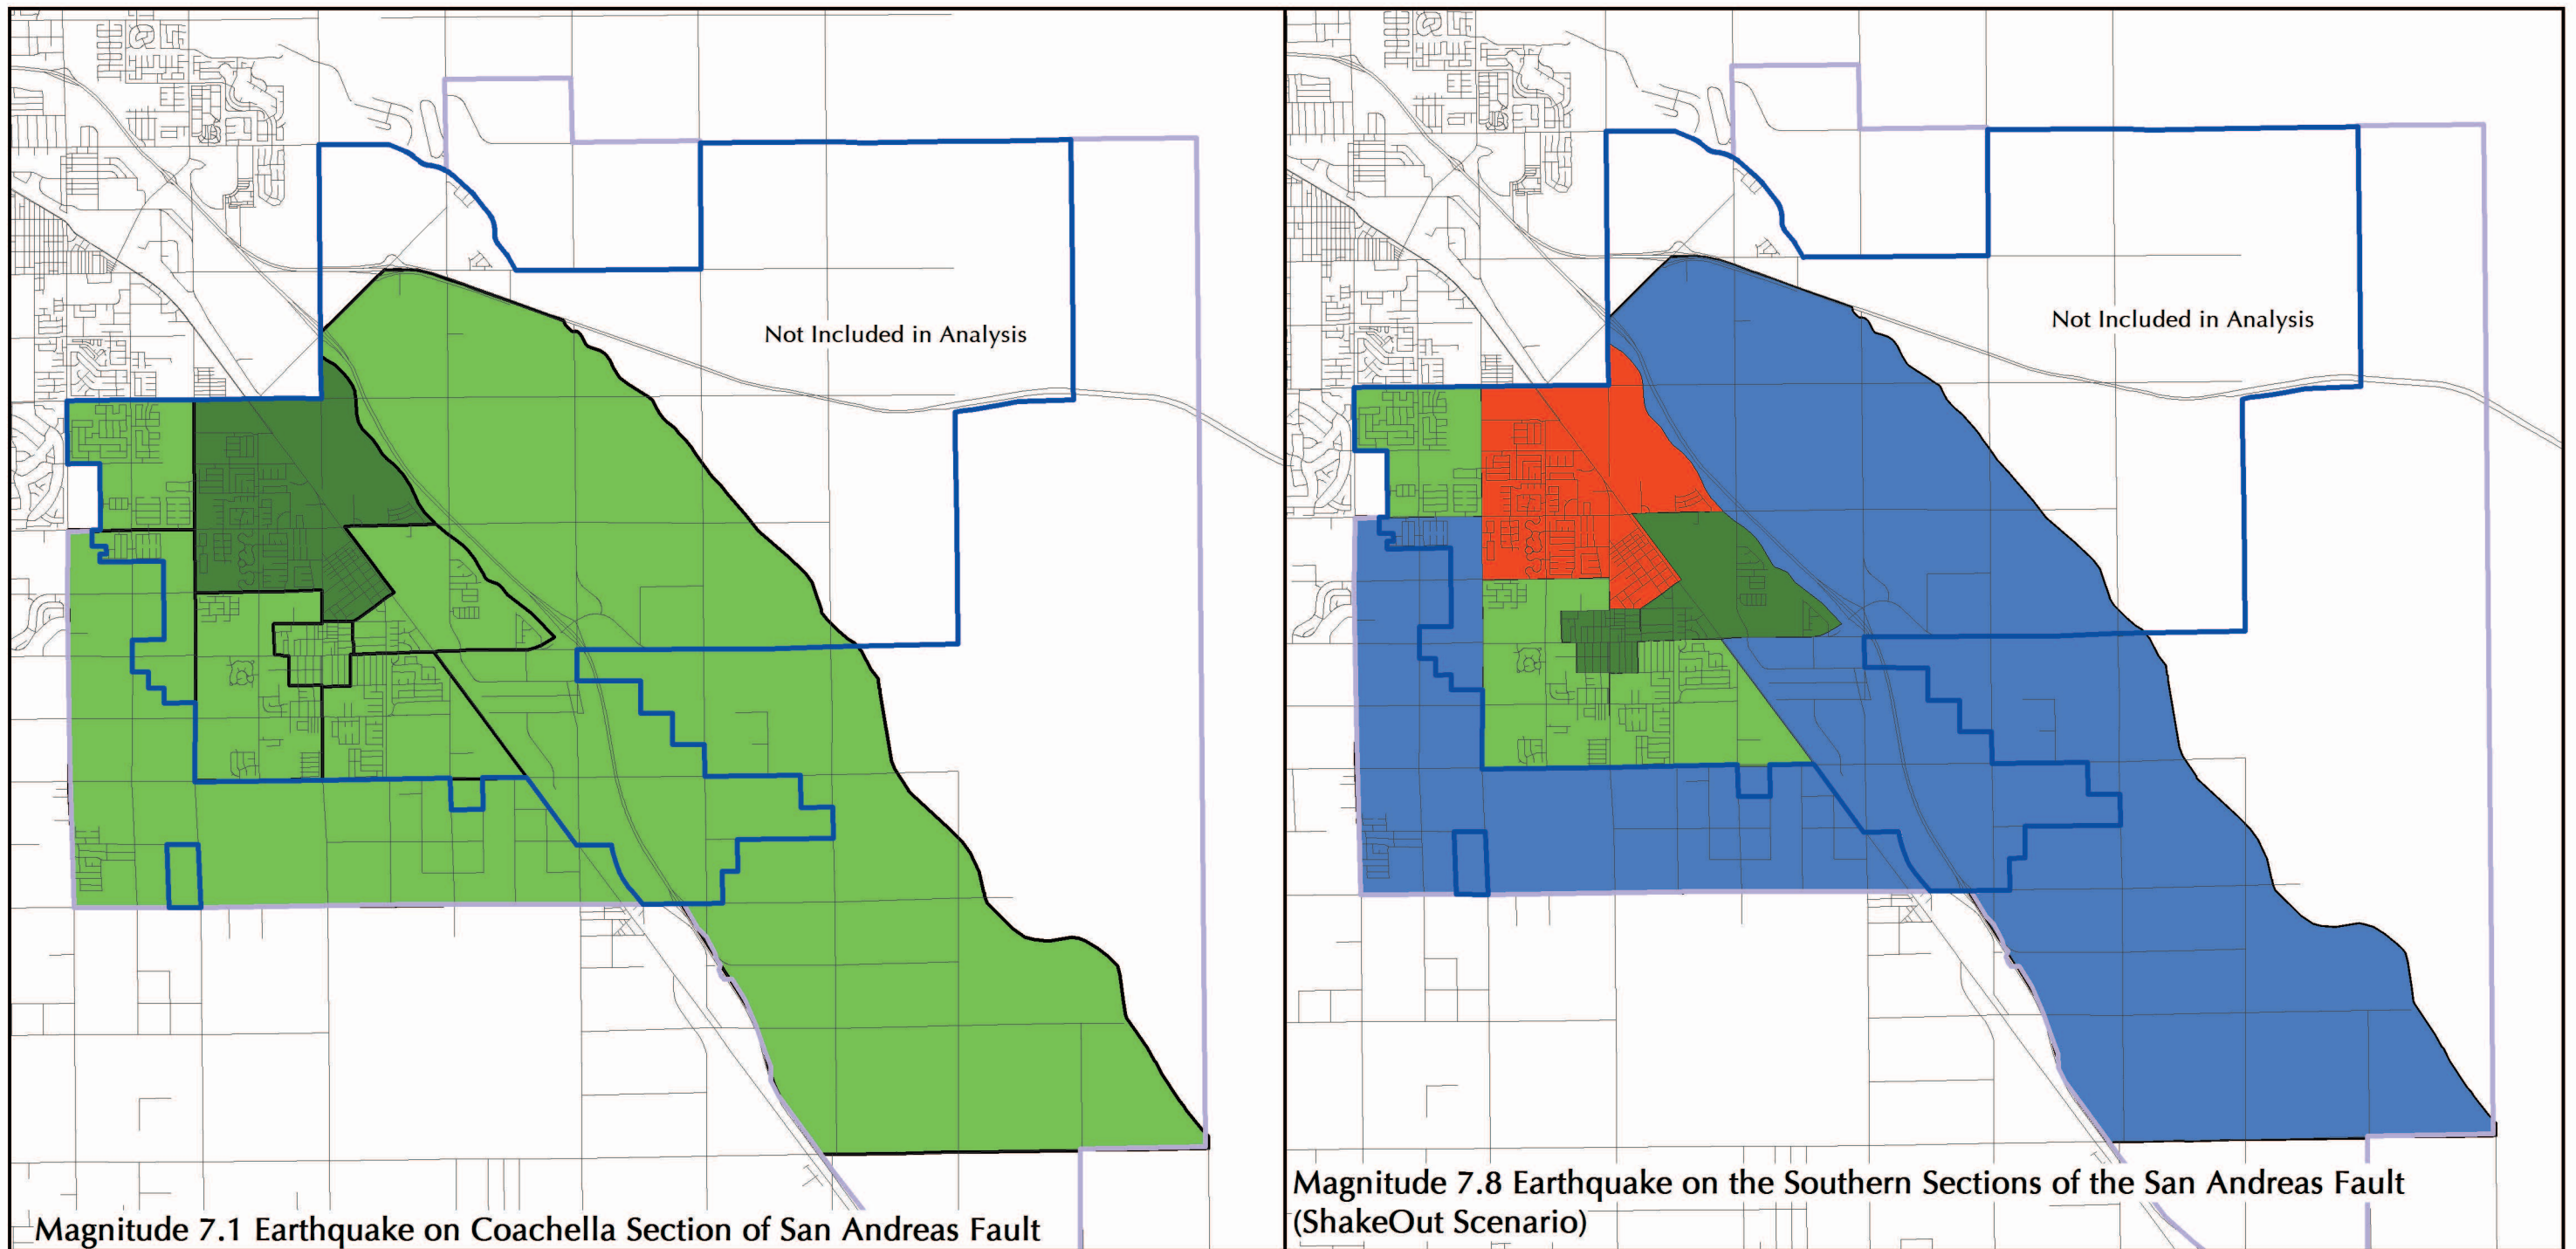 Not Included in Analysis
Magnitude 7.1 Earthquake on Coachella Section of San Andreas Fault
Not Included in Analysis
Magnitude 7.8 Earthquake on the Southern Sections of the San Andreas Fault
(ShakeOut Scenario)